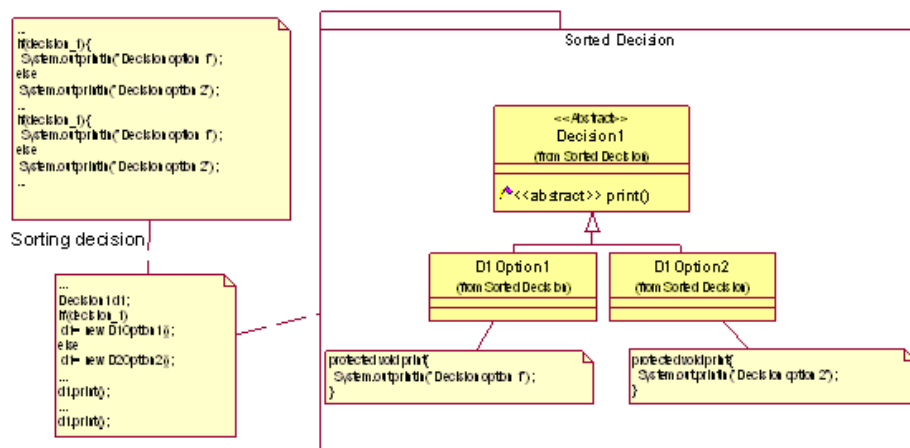 ...
if(decision_1){
System.out.println("Decision option 1");
else
System.out.println("Decision option 2");
...
if(decision_1){
System.out.println("Decision option 1");
else
System.out.println("Decision option 2");
...
Sorting decision
...
Decision1 d1;
if(decision_1)
d1= new D1Option1();
else
d1= new D2Option2();
...
d1.print();
...
d1.print();
Sorted Decision
<<Abstract>>
Decision1
(from Sorted Decision)
<<abstract>> print()
D1Option1
(from Sorted Decision)
D1Option2
(from Sorted Decision)
protected void print{
System.out.println("Decision option 1");
}
protected void print{
System.out.println("Decision option 2");
}